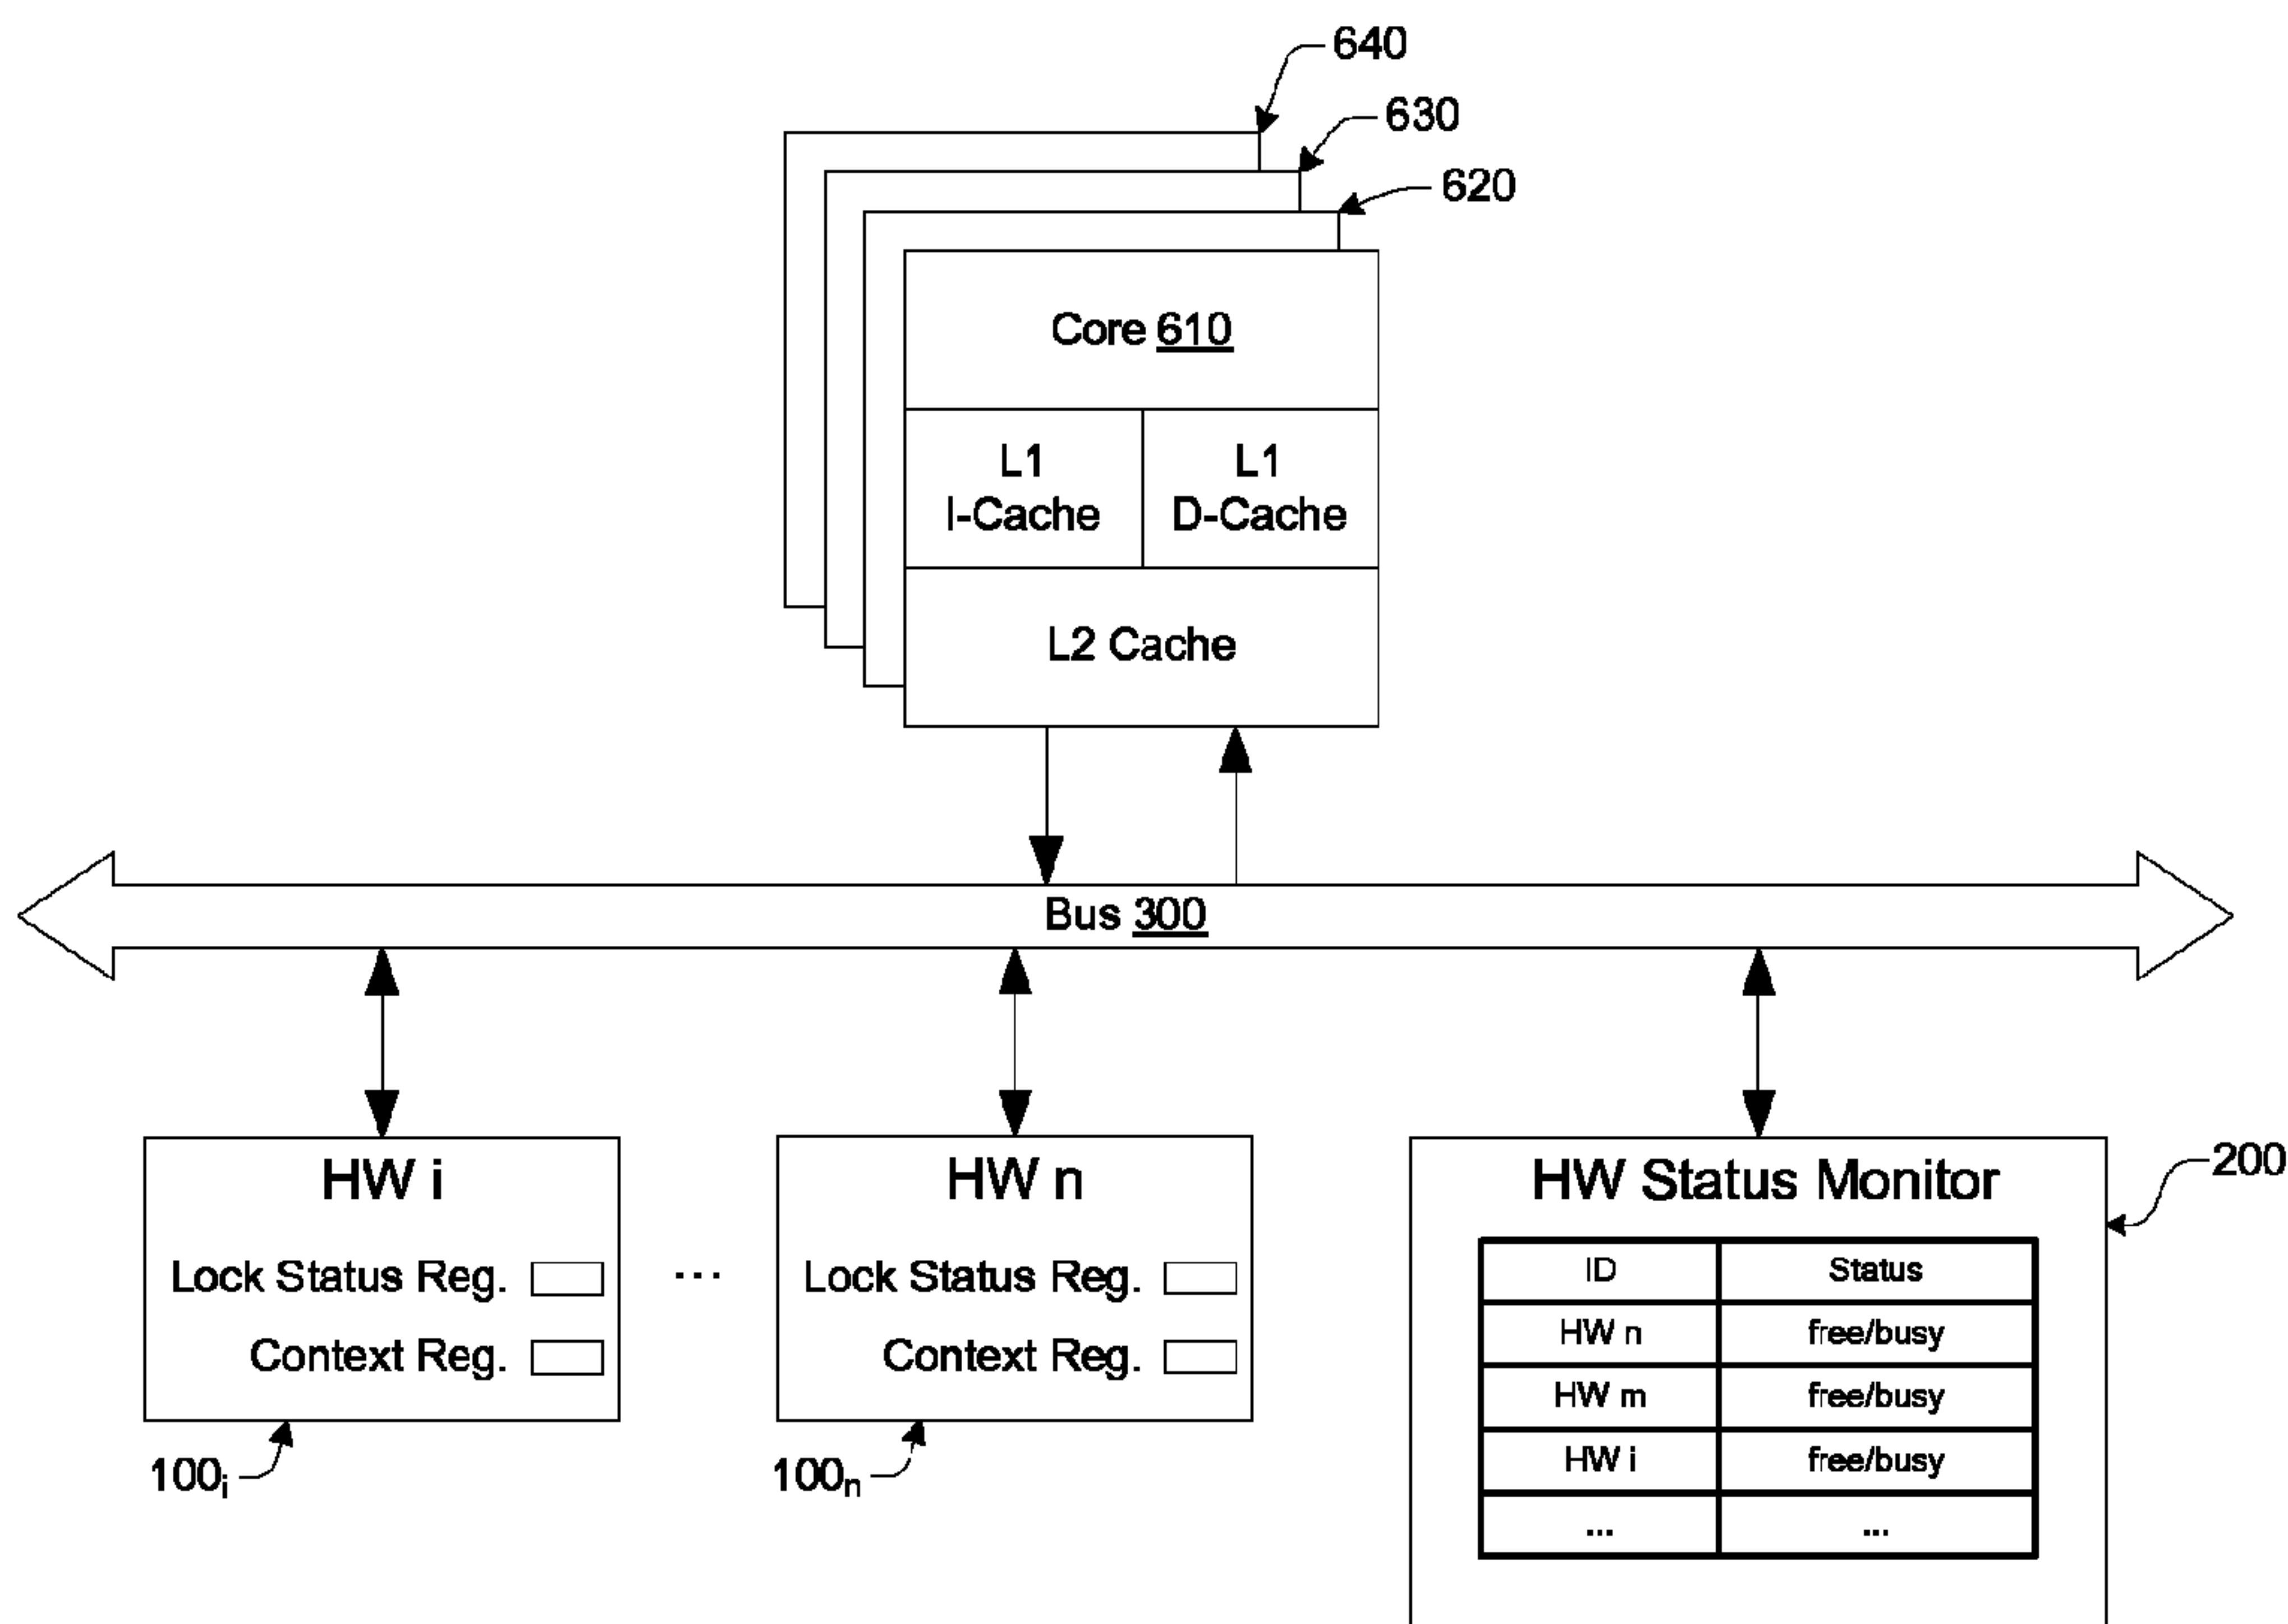 640
630
620
Core 610
L1
I-Cache
L1
D-Cache
L2 Cache
Bus 300
HW i
Lock Status Reg.
Context Reg.
100i
...
HW n
Lock Status Reg.
Context Reg.
100n
HW Status Monitor
200
ID Status
HW n free/busy
HW m free/busy
HW i free/busy
... ...